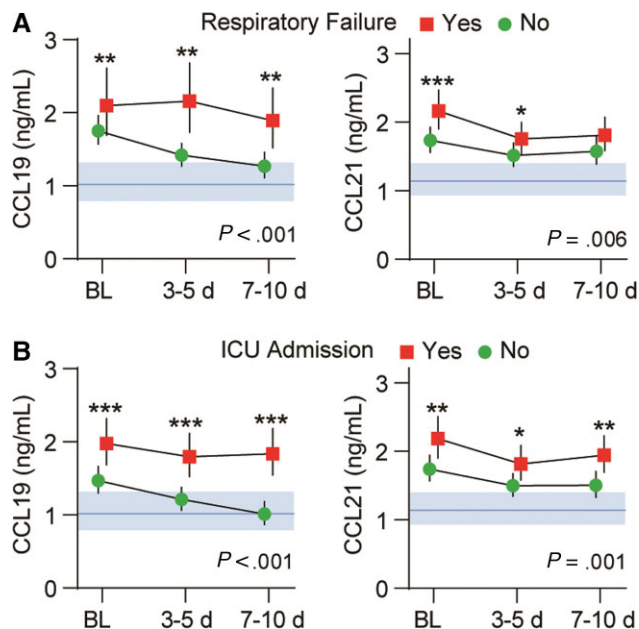 A
Respiratory Failure Yes No
3
2
1
0
CCL19 (ng/mL)
** ** **
P < .001
BL 3-5 d 7-10 d
3
2
1
0
CCL21 (ng/mL)
*** *
P = .006
BL 3-5 d 7-10 d
B
ICU Admission Yes No
3
2
1
0
CCL19 (ng/mL)
*** *** ***
P < .001
BL 3-5 d 7-10 d
3
2
1
0
CCL21 (ng/mL)
** * **
P = .001
BL 3-5 d 7-10 d